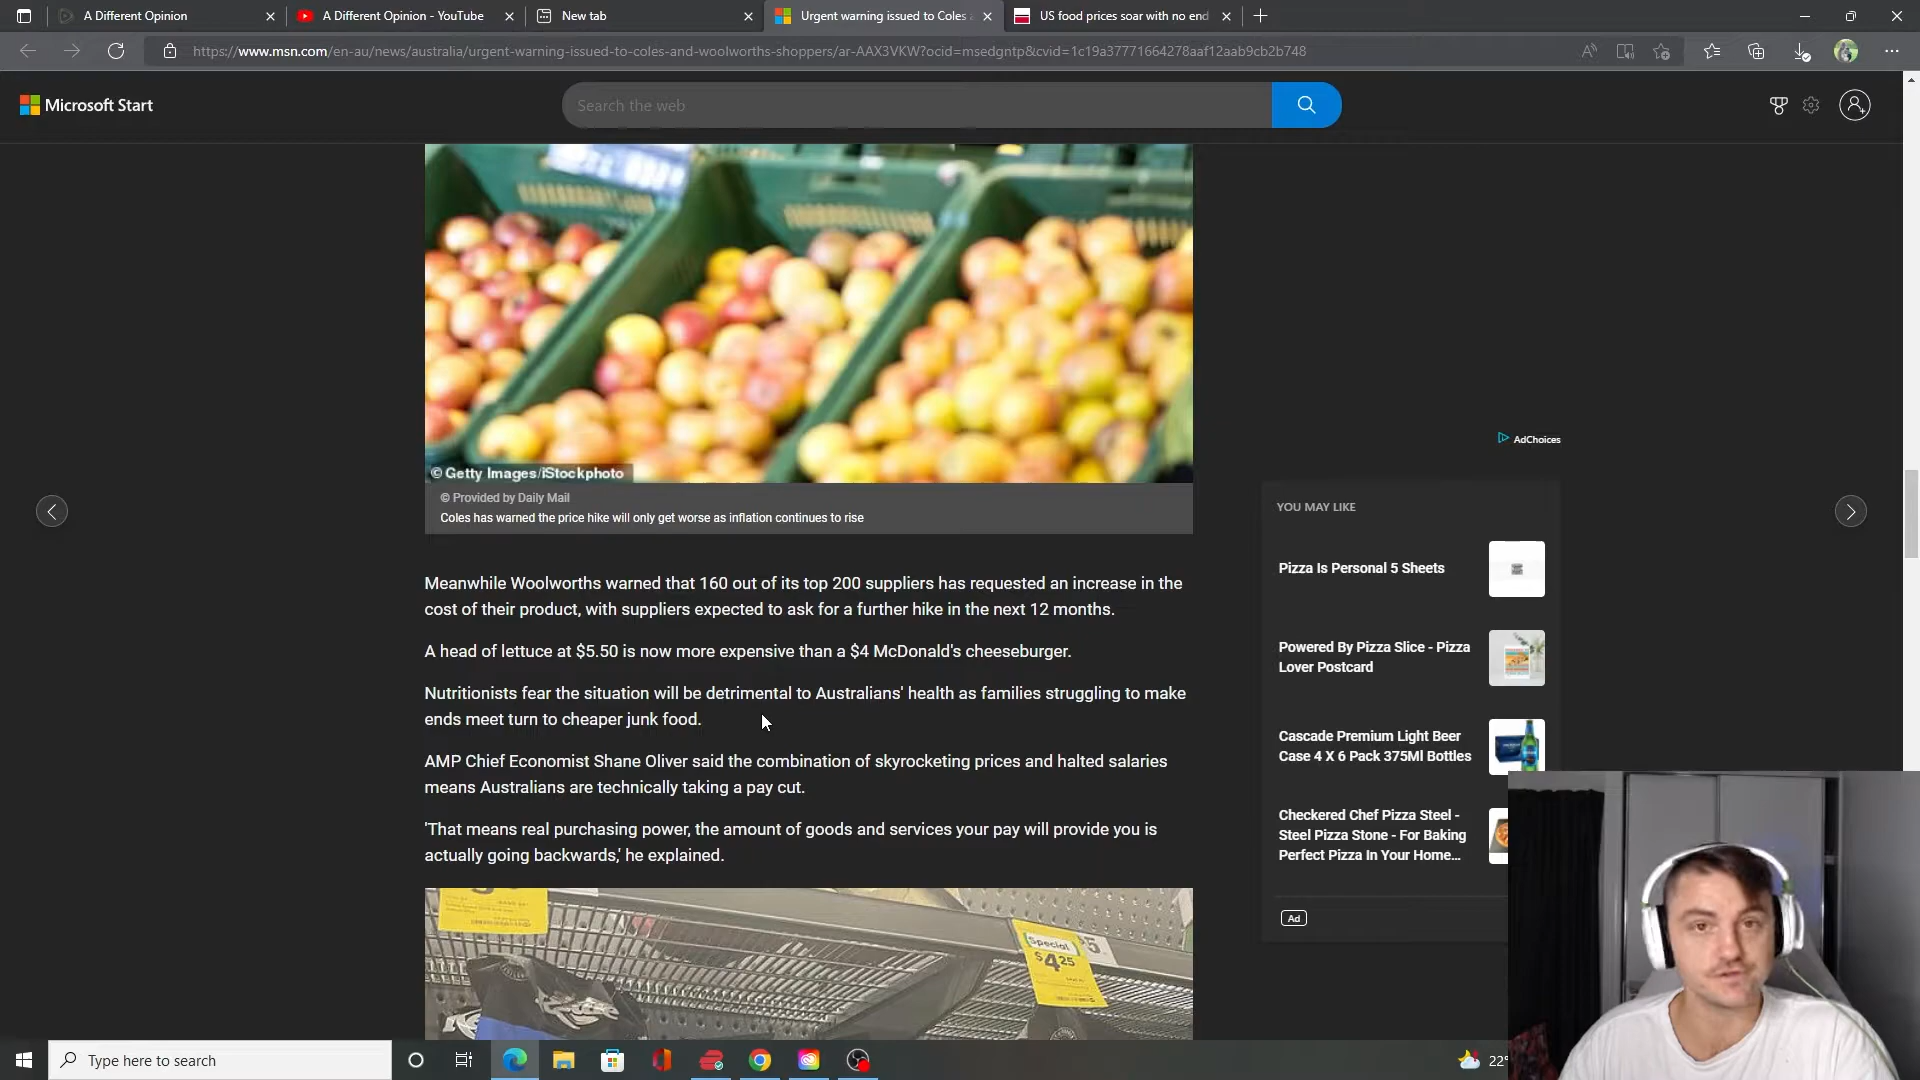 A Different Opinion
A Different Opinion - YouTube
New tab
Urgent warning issued to Coles a
US food prices soar with no end
https://www.msn.com/en-au/news/australia/urgent-warning-issued-to-coles-and-woolworths-shoppers/ar-AAX3VKW?ocid=msedgntp&cvid=1c19a37771664278aaf12aab9cb2b748
Microsoft Start
Search the web
© Getty Images/iStockphoto
© Provided by Daily Mail
Coles has warned the price hike will only get worse as inflation continues to rise
Meanwhile Woolworths warned that 160 out of its top 200 suppliers has requested an increase in the
cost of their product, with suppliers expected to ask for a further hike in the next 12 months.
A head of lettuce at $5.50 is now more expensive than a $4 McDonald's cheeseburger.
Nutritionists fear the situation will be detrimental to Australians' health as families struggling to make
ends meet turn to cheaper junk food.
AMP Chief Economist Shane Oliver said the combination of skyrocketing prices and halted salaries
means Australians are technically taking a pay cut.
'That means real purchasing power, the amount of goods and services your pay will provide you is
actually going backwards,' he explained.
Special
$4.25
AdChoices
YOU MAY LIKE
Pizza Is Personal 5 Sheets
Powered By Pizza Slice - Pizza
Lover Postcard
Cascade Premium Light Beer
Case 4 X 6 Pack 375Ml Bottles
Checkered Chef Pizza Steel -
Steel Pizza Stone - For Baking
Perfect Pizza In Your Home...
Ad
Type here to search
22°